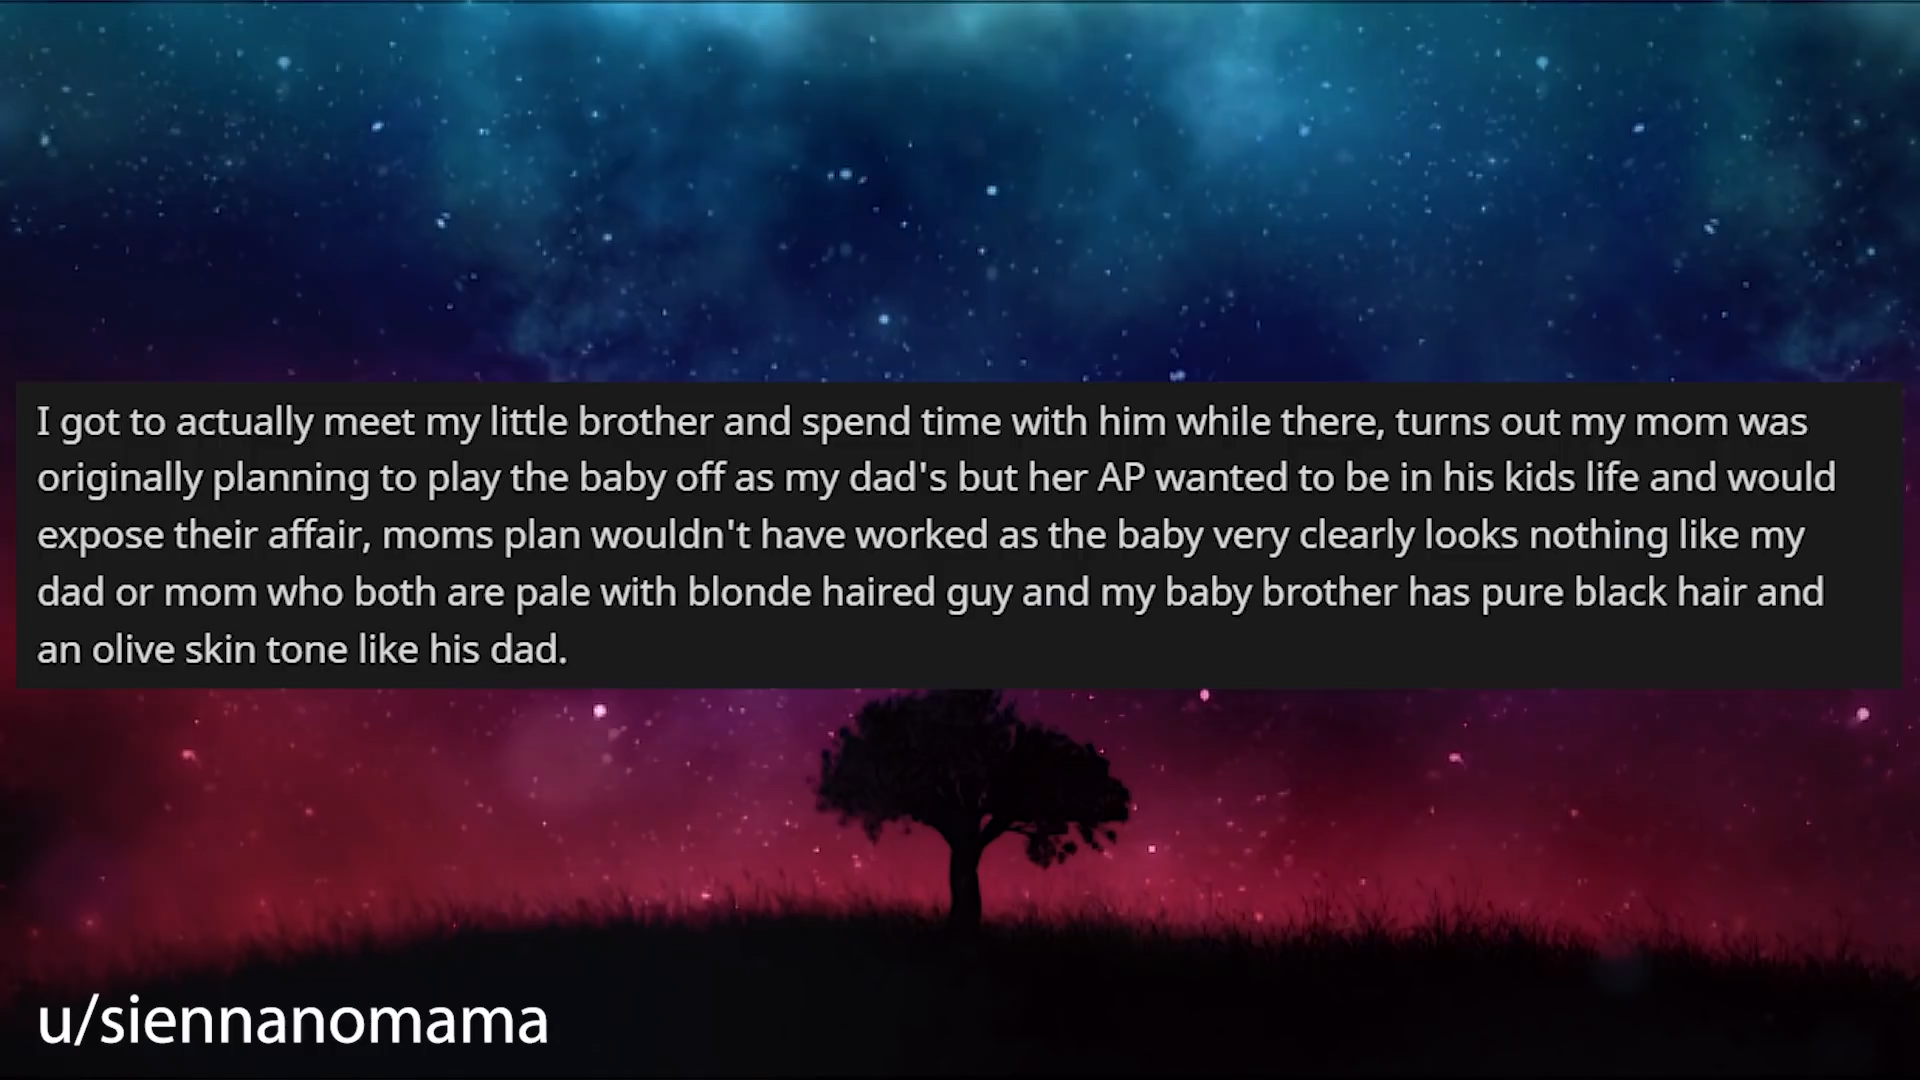 I got to actually meet my little brother and spend time with him while there, turns out my mom was
originally planning to play the baby off as my dad's but her AP wanted to be in his kids life and would
expose their affair, moms plan wouldn't have worked as the baby very clearly looks nothing like my
dad or mom who both are pale with blonde haired guy and my baby brother has pure black hair and
an olive skin tone like his dad.
u/siennanomama